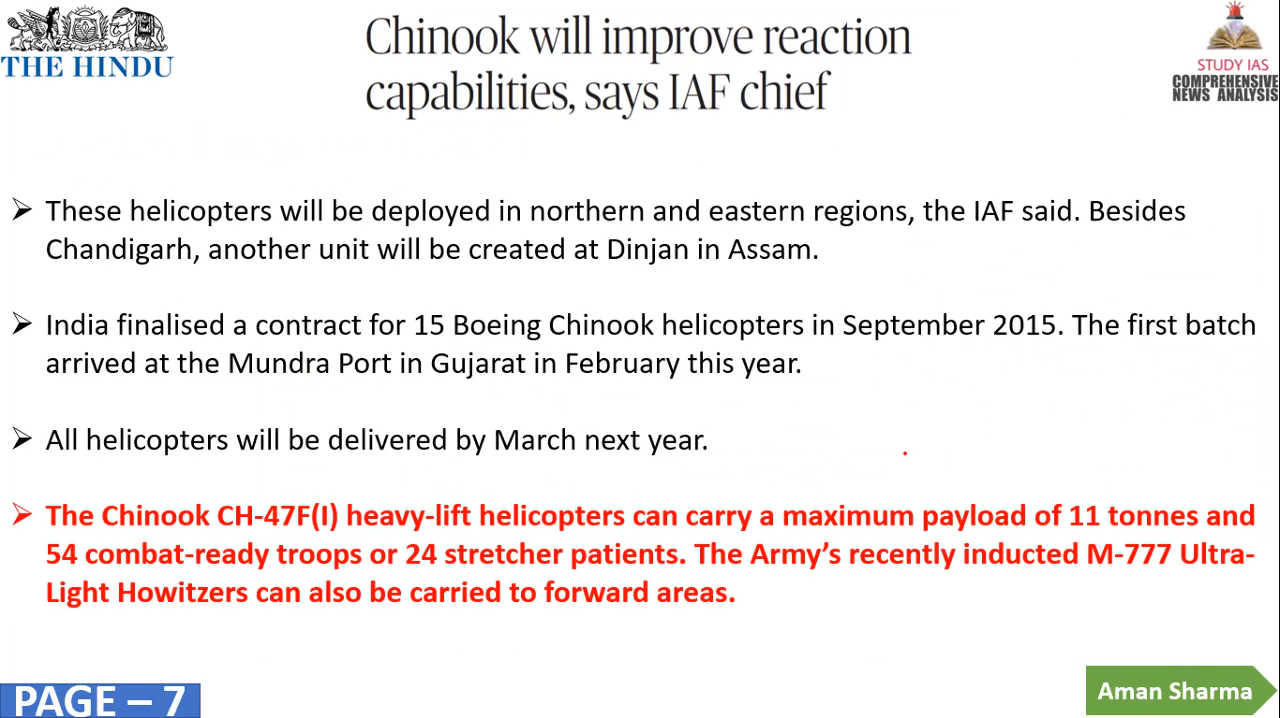 THE HINDU
Chinook will improve reaction
capabilities, says IAF chief
STUDY IAS
COMPREHENSIVE
NEWS ANALYSIS
➢ These helicopters will be deployed in northern and eastern regions, the IAF said. Besides
Chandigarh, another unit will be created at Dinjan in Assam.
➢ India finalised a contract for 15 Boeing Chinook helicopters in September 2015. The first batch
arrived at the Mundra Port in Gujarat in February this year.
➢ All helicopters will be delivered by March next year.
➢ The Chinook CH-47F(I) heavy-lift helicopters can carry a maximum payload of 11 tonnes and
54 combat-ready troops or 24 stretcher patients. The Army’s recently inducted M-777 Ultra-
Light Howitzers can also be carried to forward areas.
PAGE – 7
Aman Sharma